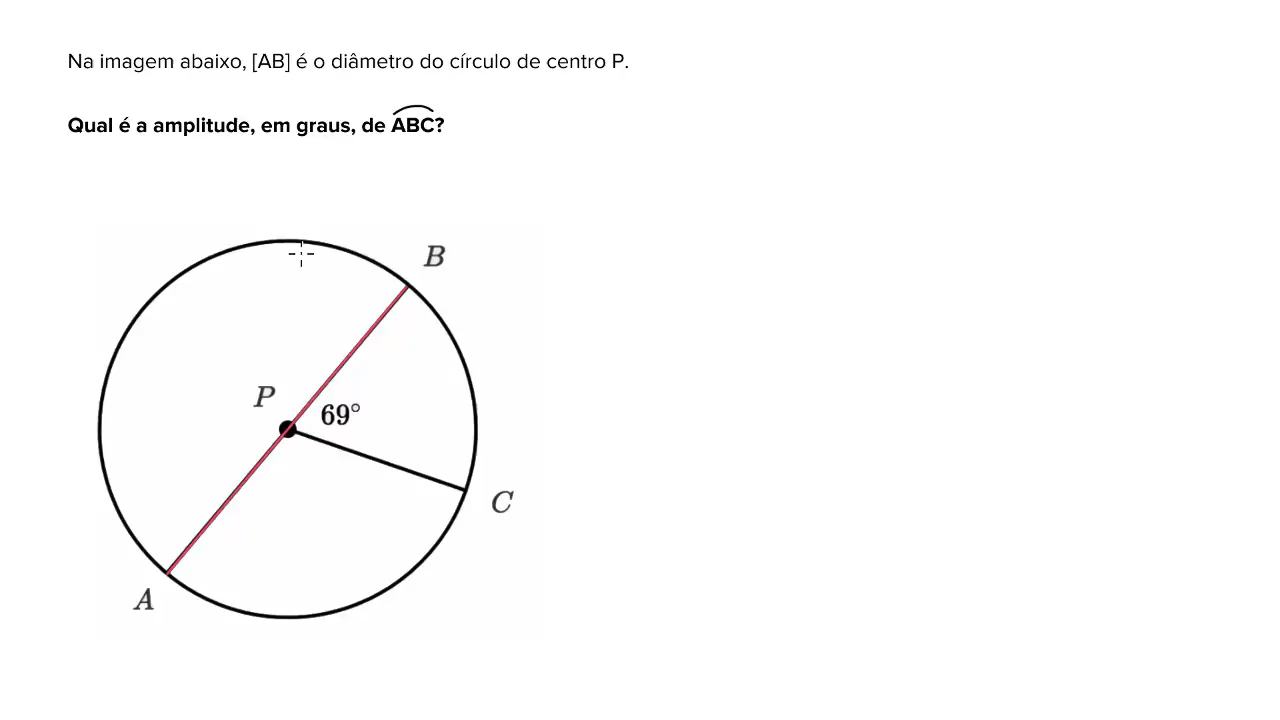 Na imagem abaixo, [AB] é o diâmetro do círculo de centro P.
Qual é a amplitude, em graus, de ABC?
B
P
69°
C
A